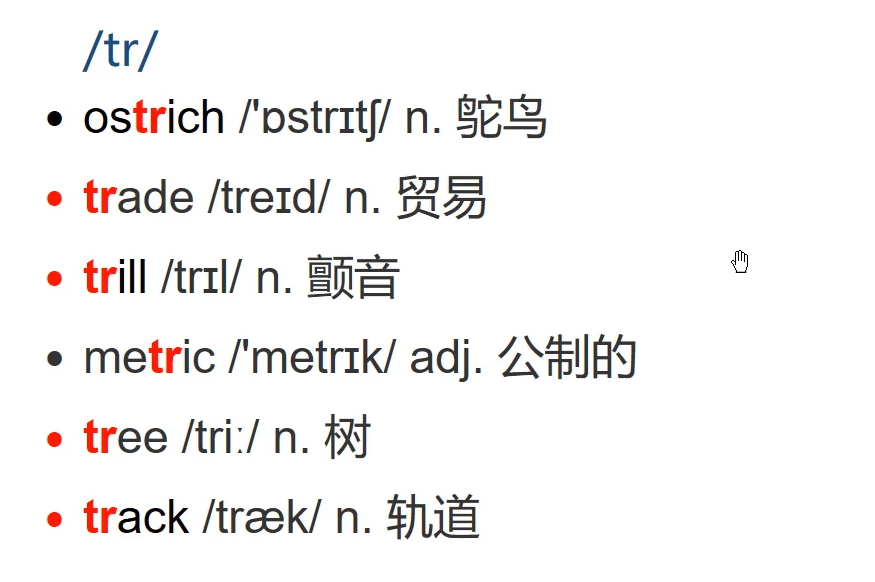 /tr/
• ostrich /'ɒstrɪtʃ/ n. 鸵鸟
• trade /treɪd/ n. 贸易
• trill /trɪl/ n. 颤音
• metric /'metrɪk/ adj. 公制的
• tree /triː/ n. 树
• track /træk/ n. 轨道